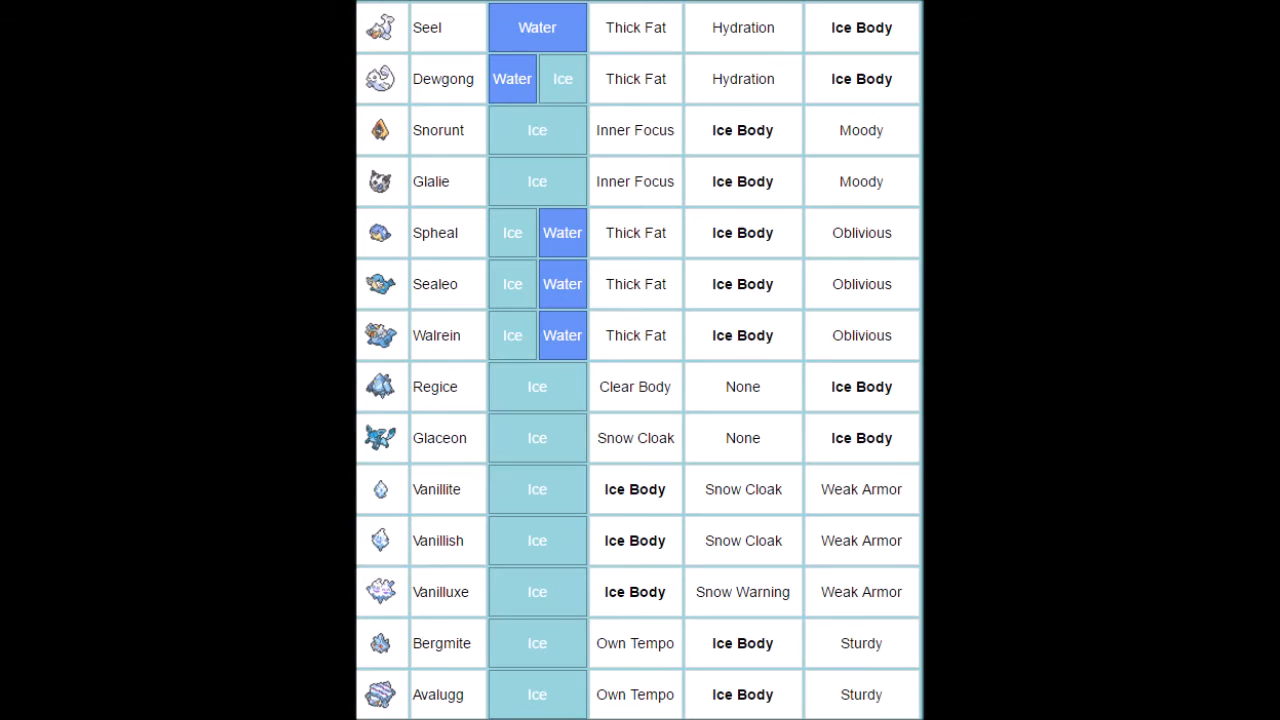 Seel Water Thick Fat Hydration Ice Body
Dewgong Water Ice Thick Fat Hydration Ice Body
Snorunt Ice Inner Focus Ice Body Moody
Glalie Ice Inner Focus Ice Body Moody
Spheal Ice Water Thick Fat Ice Body Oblivious
Sealeo Ice Water Thick Fat Ice Body Oblivious
Walrein Ice Water Thick Fat Ice Body Oblivious
Regice Ice Clear Body None Ice Body
Glaceon Ice Snow Cloak None Ice Body
Vanillite Ice Ice Body Snow Cloak Weak Armor
Vanillish Ice Ice Body Snow Cloak Weak Armor
Vanilluxe Ice Ice Body Snow Warning Weak Armor
Bergmite Ice Own Tempo Ice Body Sturdy
Avalugg Ice Own Tempo Ice Body Sturdy